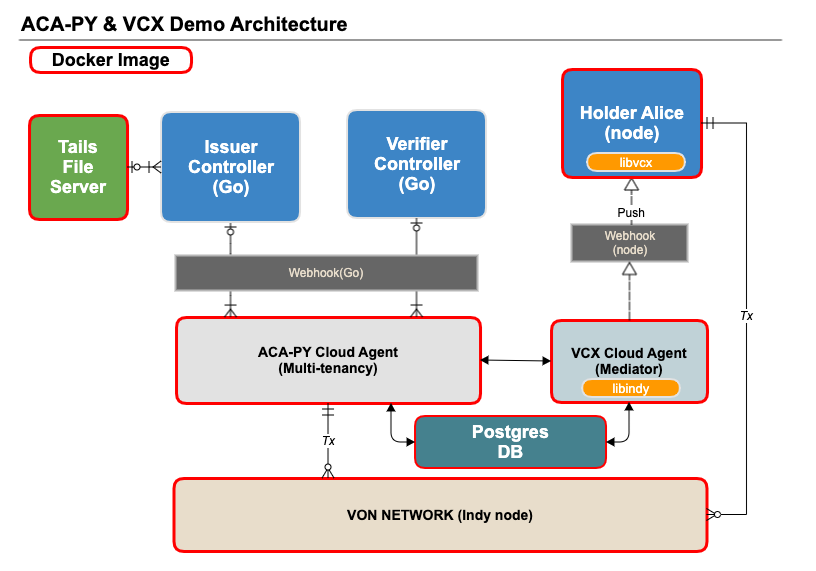 ACA-PY & VCX Demo Architecture
Docker Image
Tails
File
Server
Issuer
Controller
(Go)
Verifier
Controller
(Go)
Holder Alice
(node)
libvcx
Push
Webhook
(node)
Webhook(Go)
Tx
ACA-PY Cloud Agent
(Multi-tenancy)
VCX Cloud Agent
(Mediator)
libindy
Postgres
DB
Tx
VON NETWORK (Indy node)